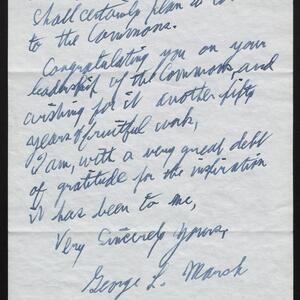 shall certainly plan to
to the Commons.
Congratulating you on your
leadership of the Commons, and
wishing for it another fifty
years of fruitful work,
I am, with a very great debt
of gratitude for the inspiration
it has been to me,
Very Sincerely Yours,
George L. Marsh